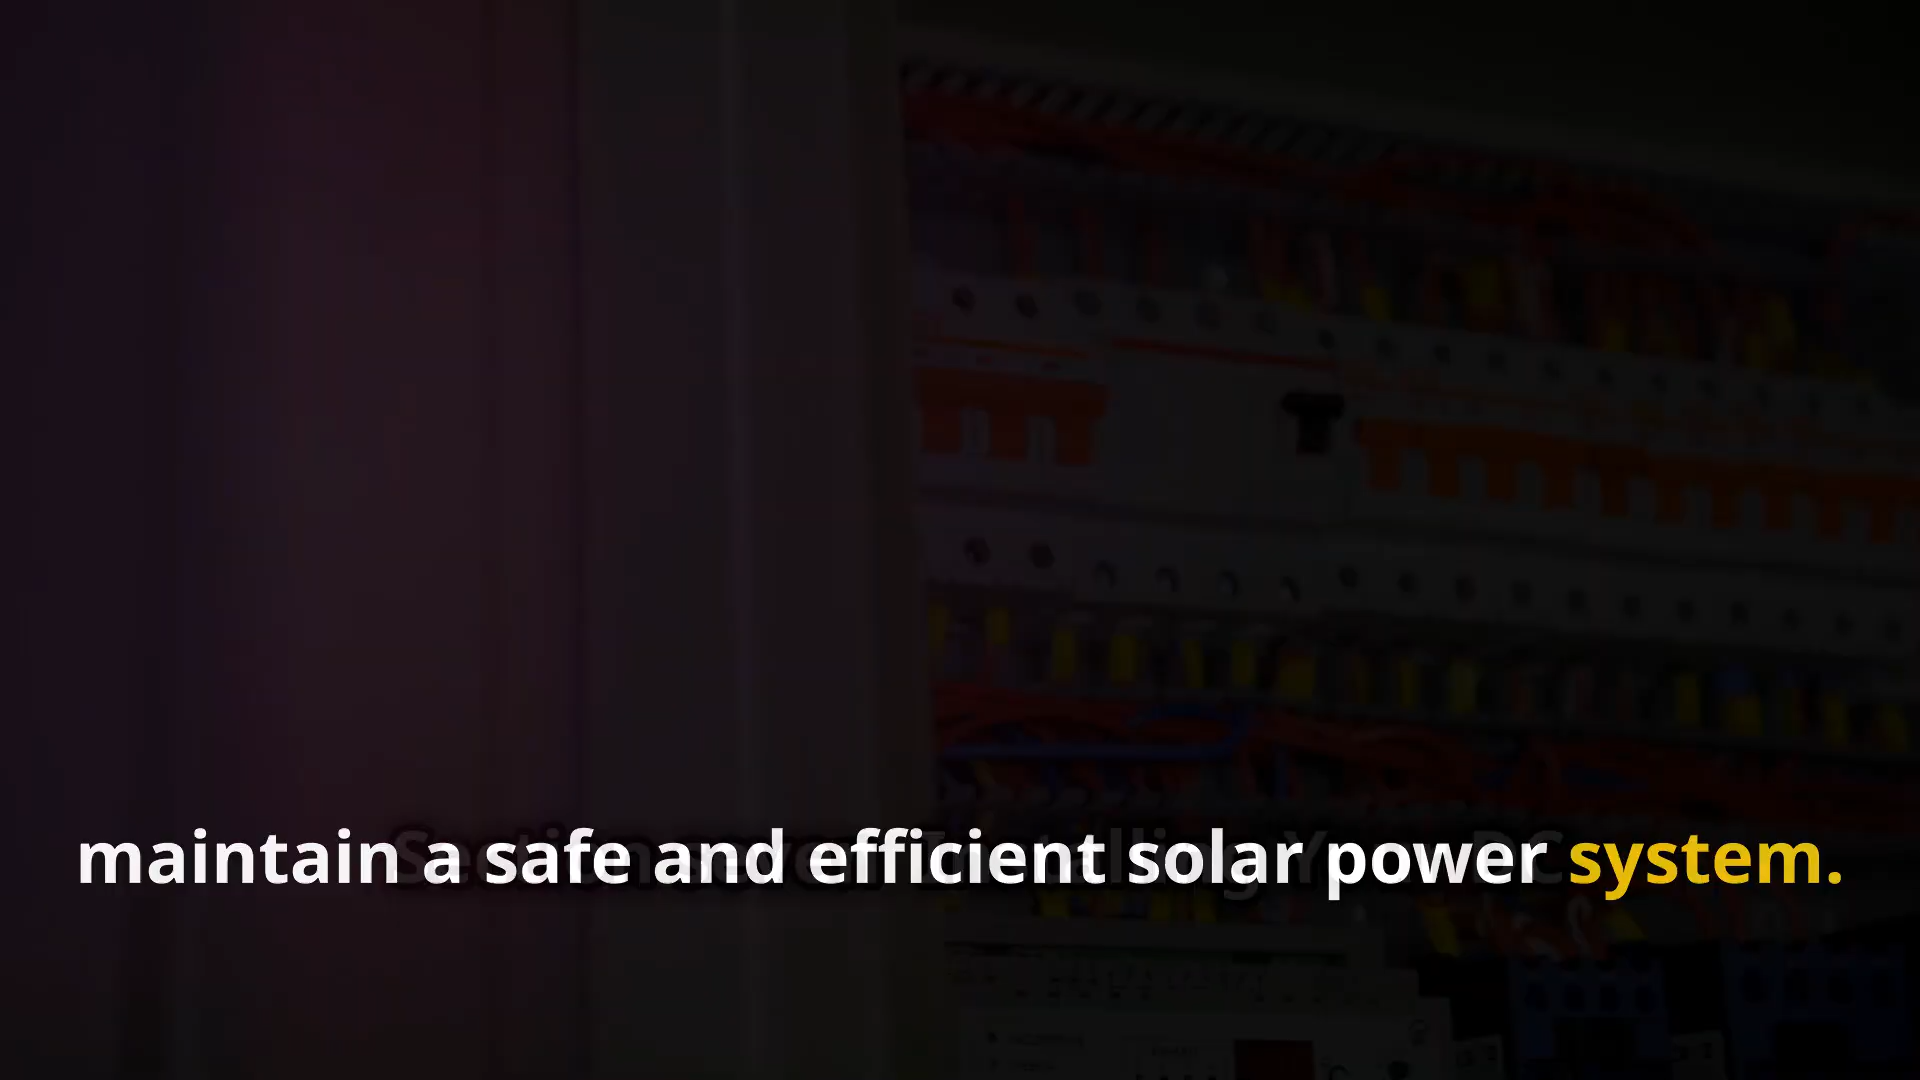 maintain a safe and efficient solar power system.